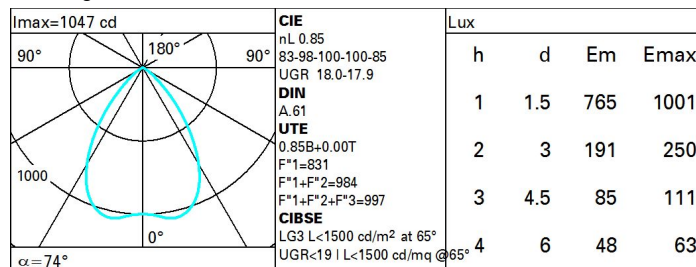 Imax=1047 cd
90°
180°
90°
1000
0°
α=74°
CIE
nL 0.85
83-98-100-100-85
UGR 18.0-17.9
DIN
A.61
UTE
0.85B+0.00T
F"1=831
F"1+F"2=984
F"1+F"2+F"3=997
CIBSE
LG3 L<1500 cd/m² at 65°
UGR<19 | L<1500 cd/mq @65°
Lux
h d Em Emax
1 1.5 765 1001
2 3 191 250
3 4.5 85 111
4 6 48 63